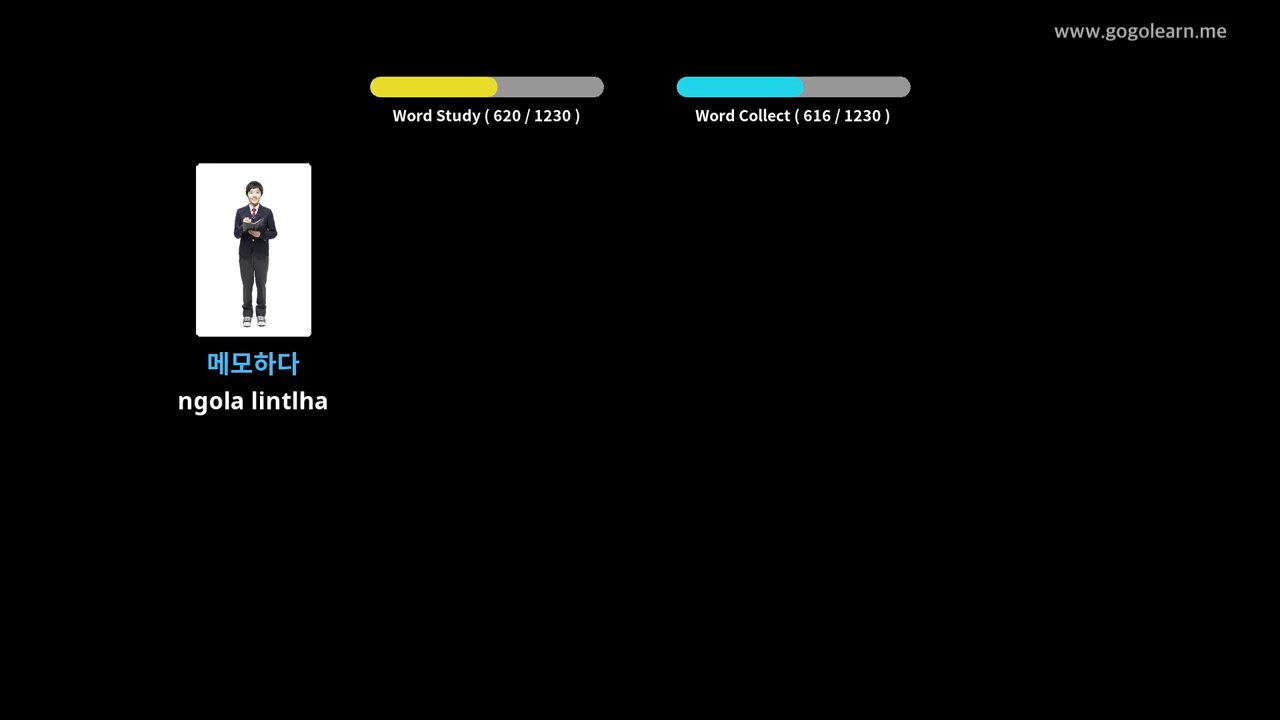 www.gogolearn.me
Word Study ( 620 / 1230 )
Word Collect ( 616 / 1230 )
메모하다
ngola lintlha